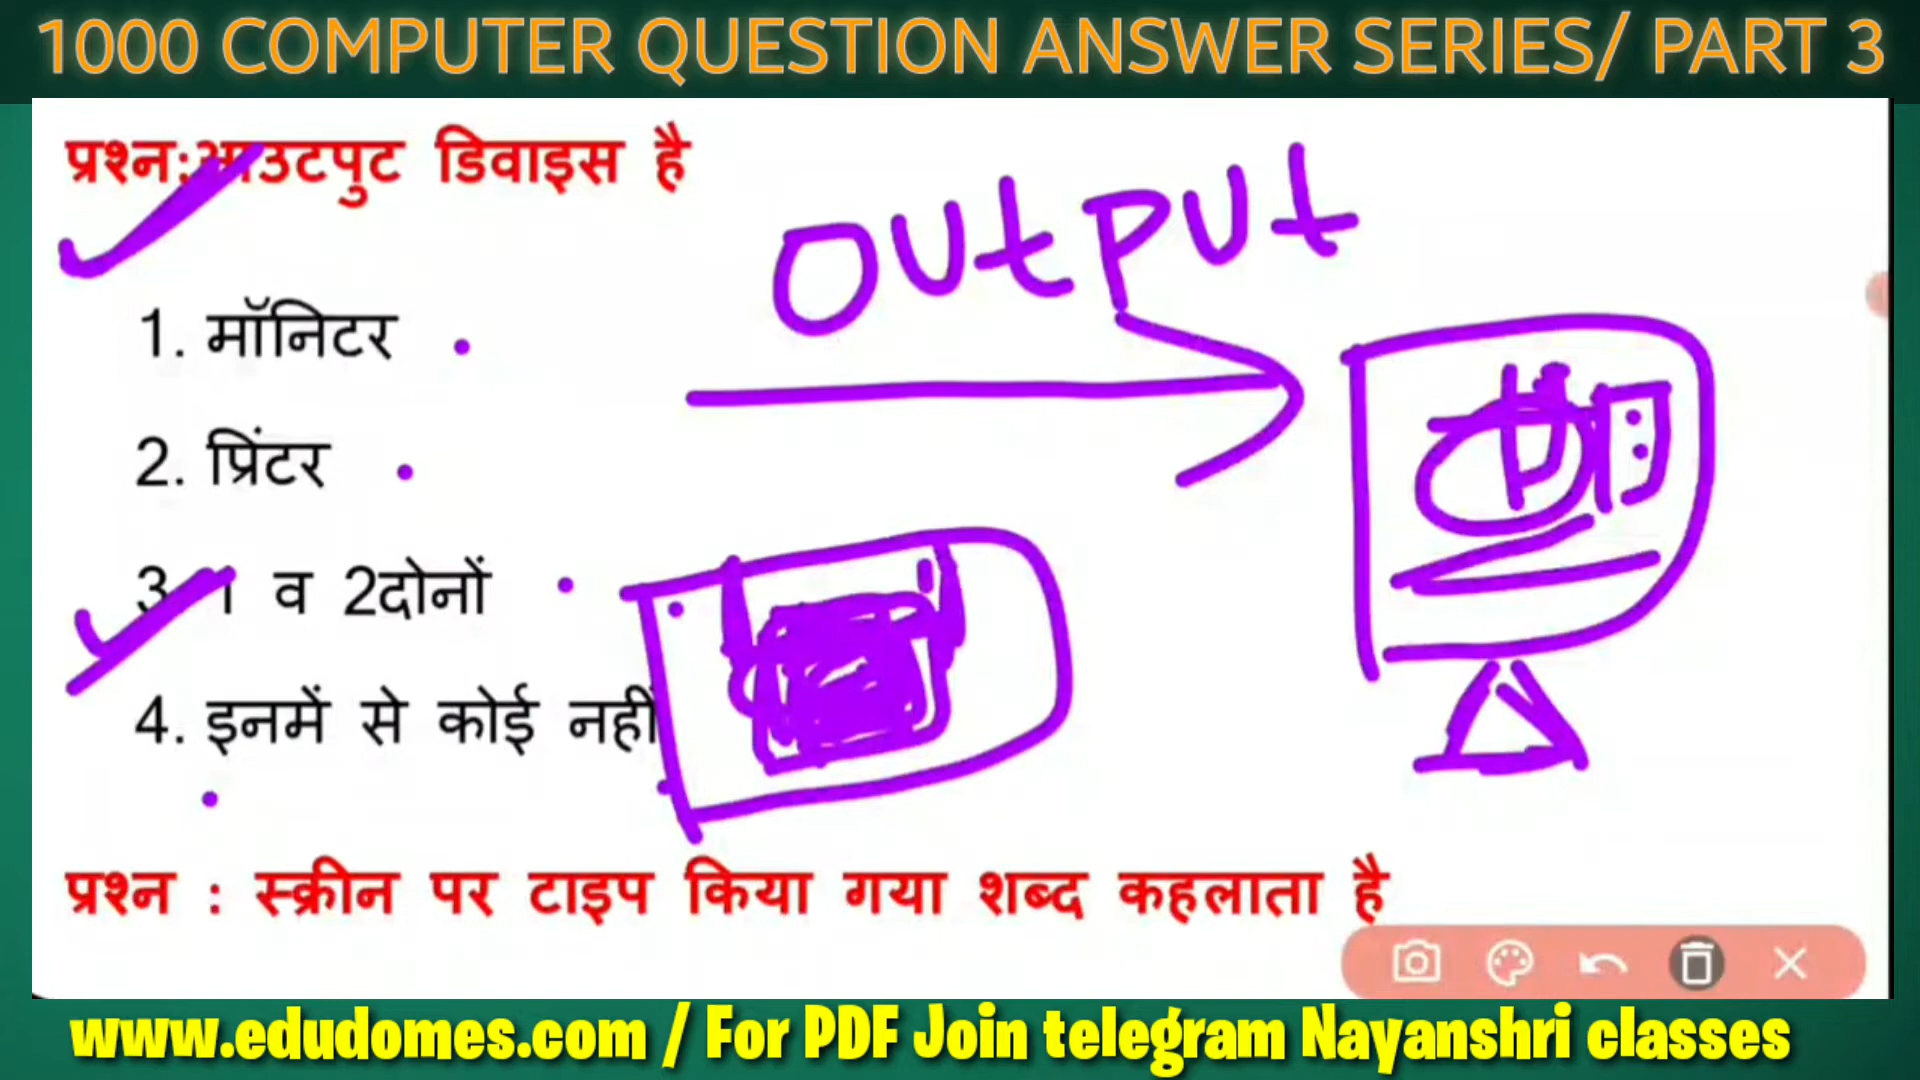 1000 COMPUTER QUESTION ANSWER SERIES/ PART 3
प्रश्न:आउटपुट डिवाइस है
output
1. मॉनिटर
2. प्रिंटर
3. 1 व 2दोनों
4. इनमें से कोई नहीं
प्रश्न : स्क्रीन पर टाइप किया गया शब्द कहलाता है
www.edudomes.com / For PDF Join telegram Nayanshri classes